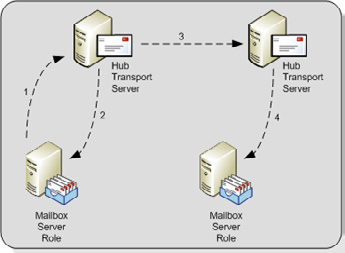 3
Hub
Transport
Server
Hub
Transport
Server
1
2
4
Mailbox
Server
Role
Mailbox
Server
Role